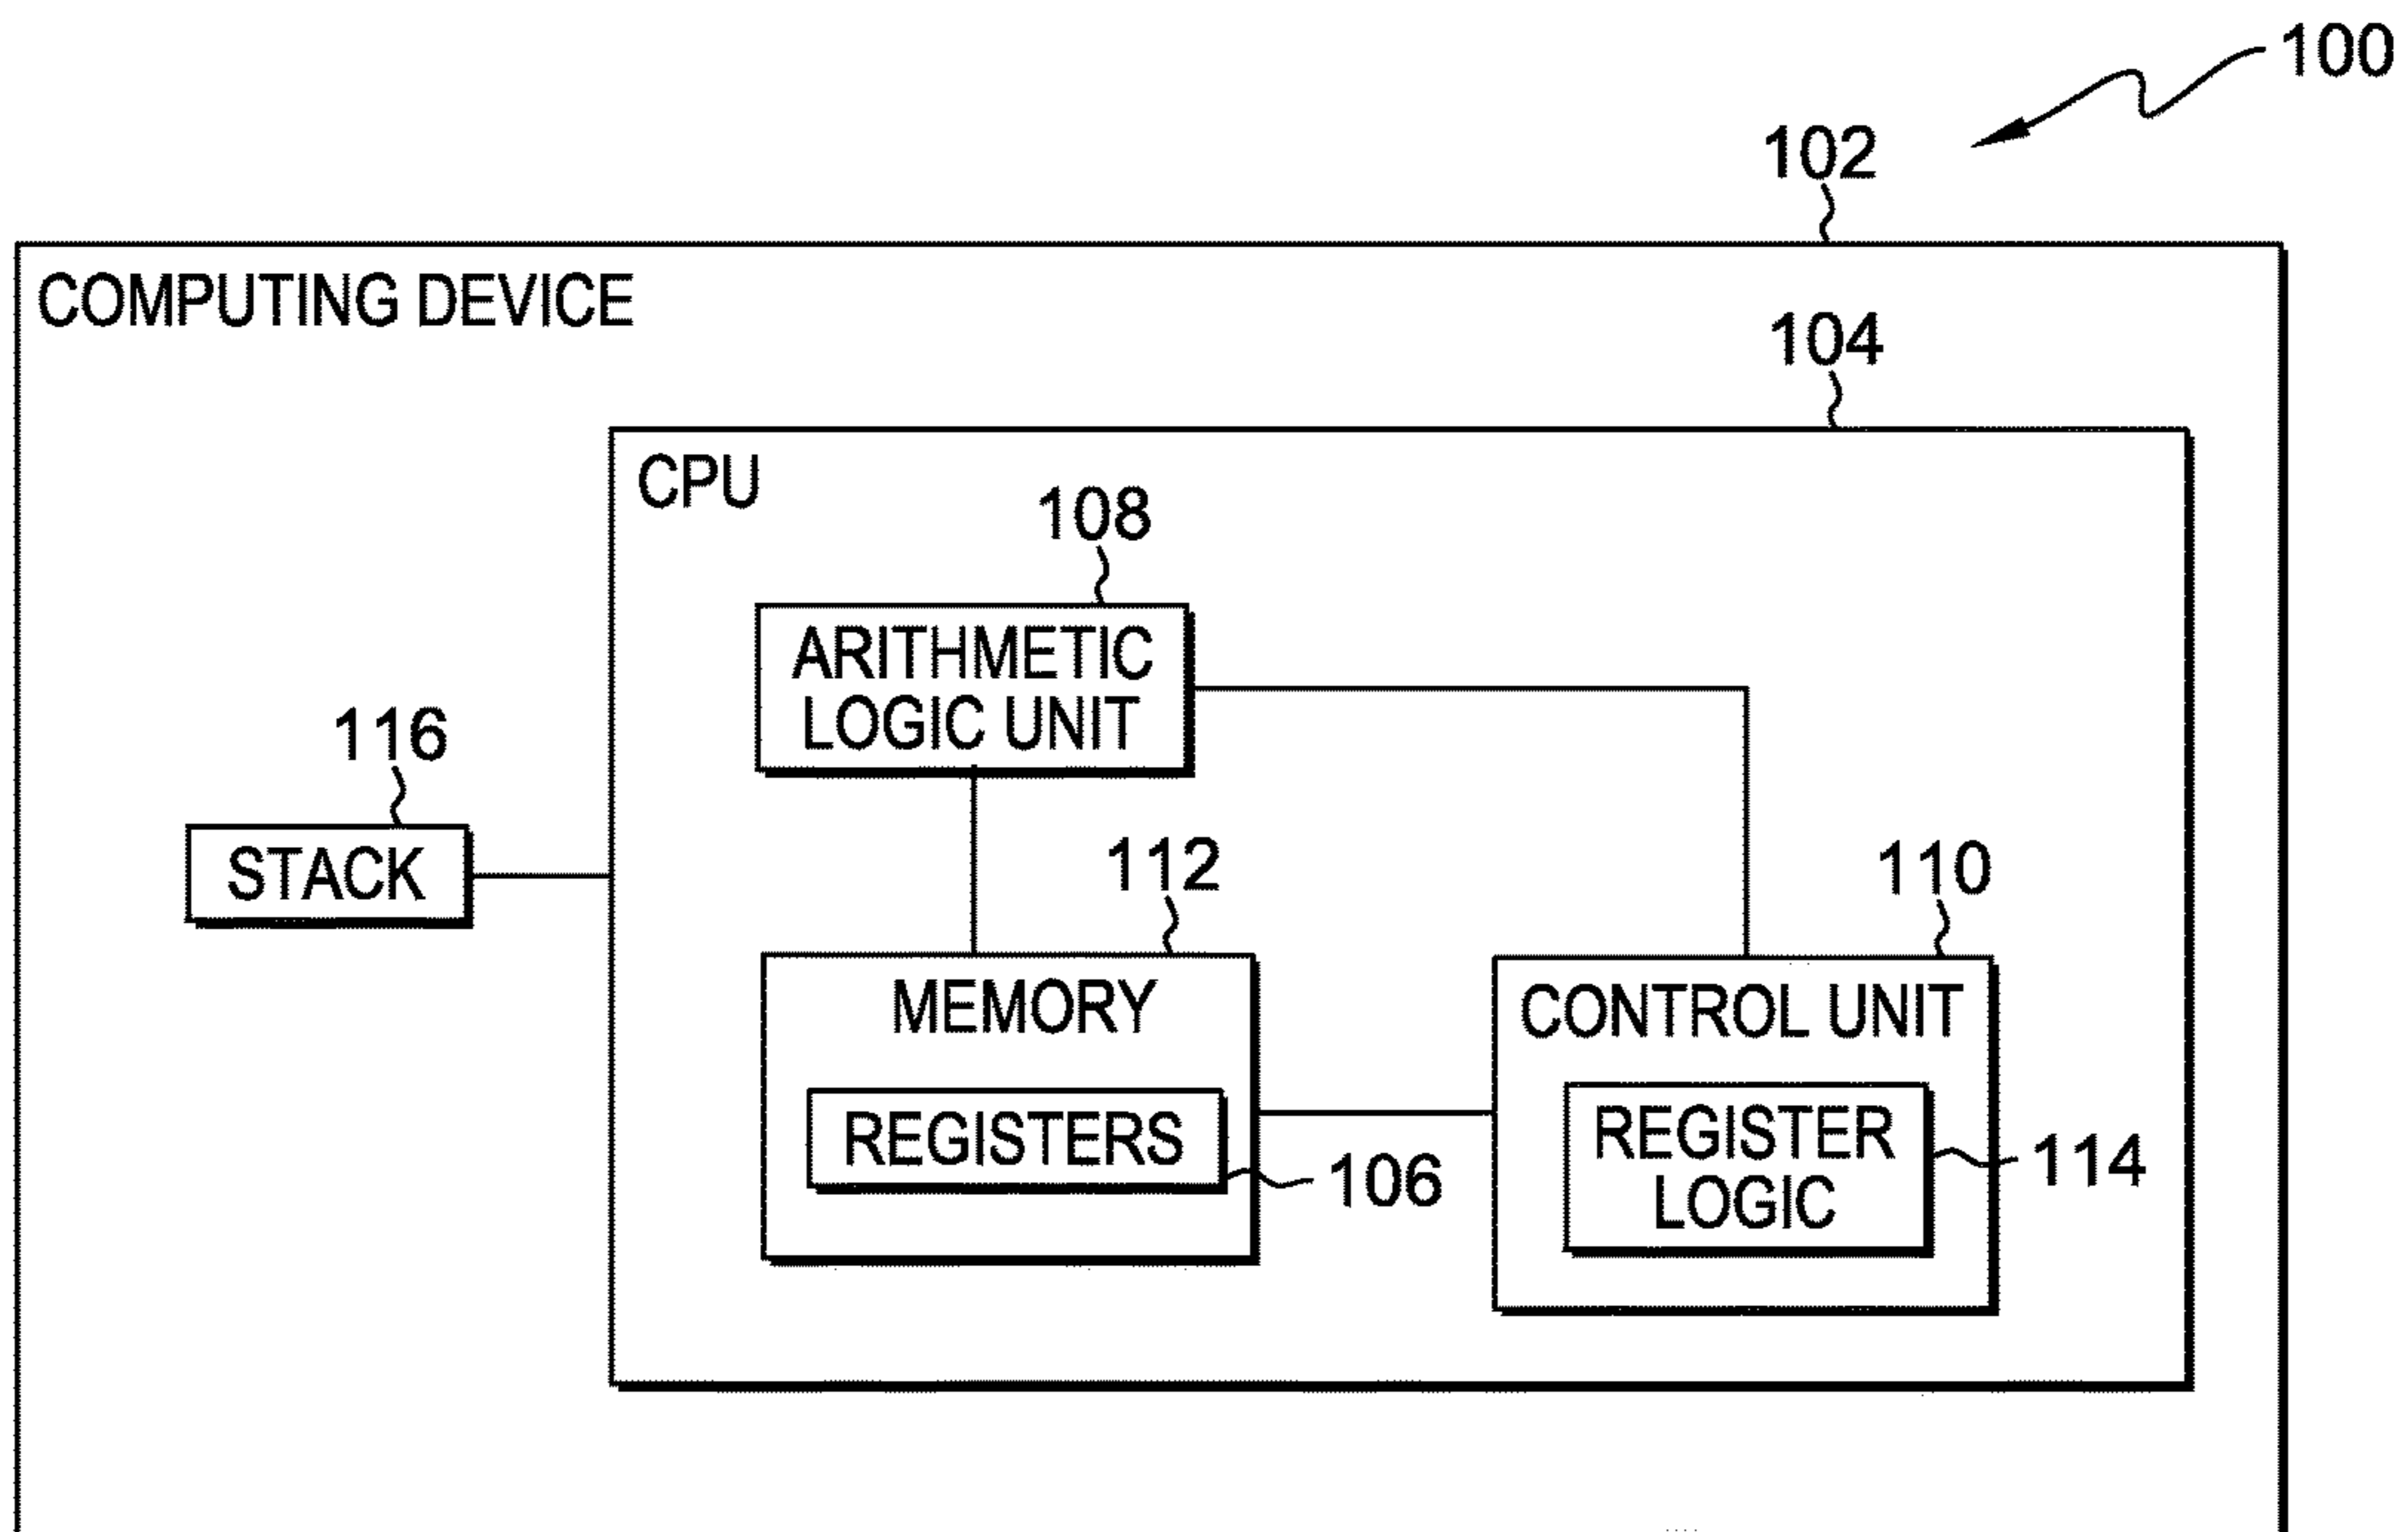 100
102
COMPUTING DEVICE
104
CPU
108
ARITHMETIC
LOGIC UNIT
116
STACK
112
MEMORY
REGISTERS
106
110
CONTROL UNIT
REGISTER
LOGIC
114